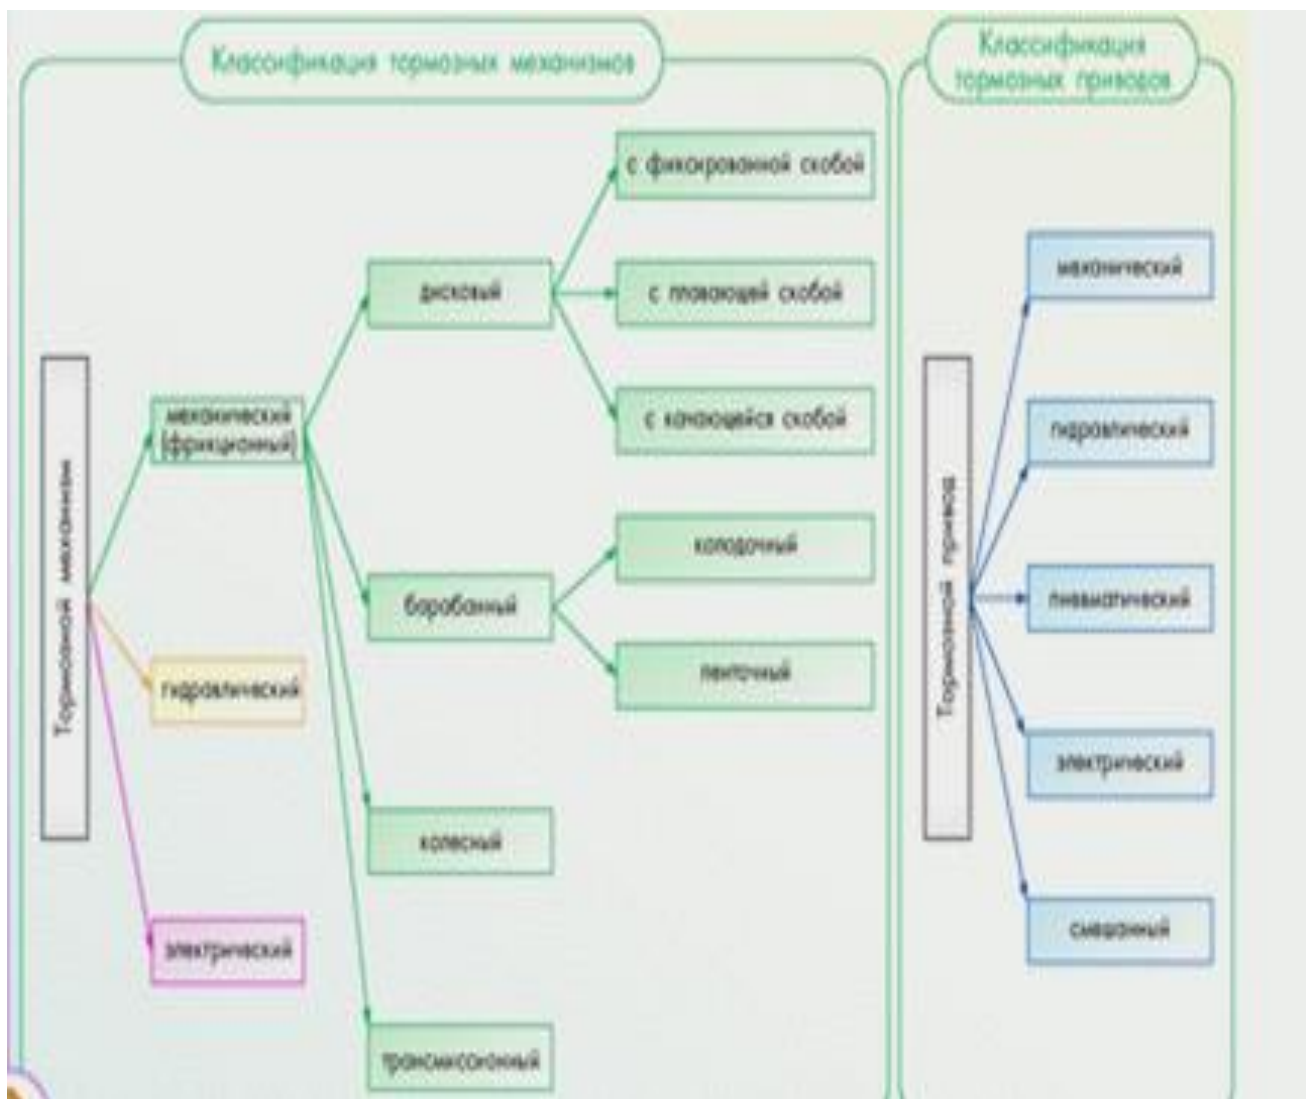 Классификация тормозных механизмов
Тормозной механизм
механический
(фрикционный)
гидравлический
электрический
дисковый
барабанный
колесный
трансмиссионный
с фиксированной скобой
с плавающей скобой
с качающейся скобой
колодочный
ленточный
Классификация
тормозных приводов
Тормозной привод
механический
гидравлический
пневматический
электрический
смешанный